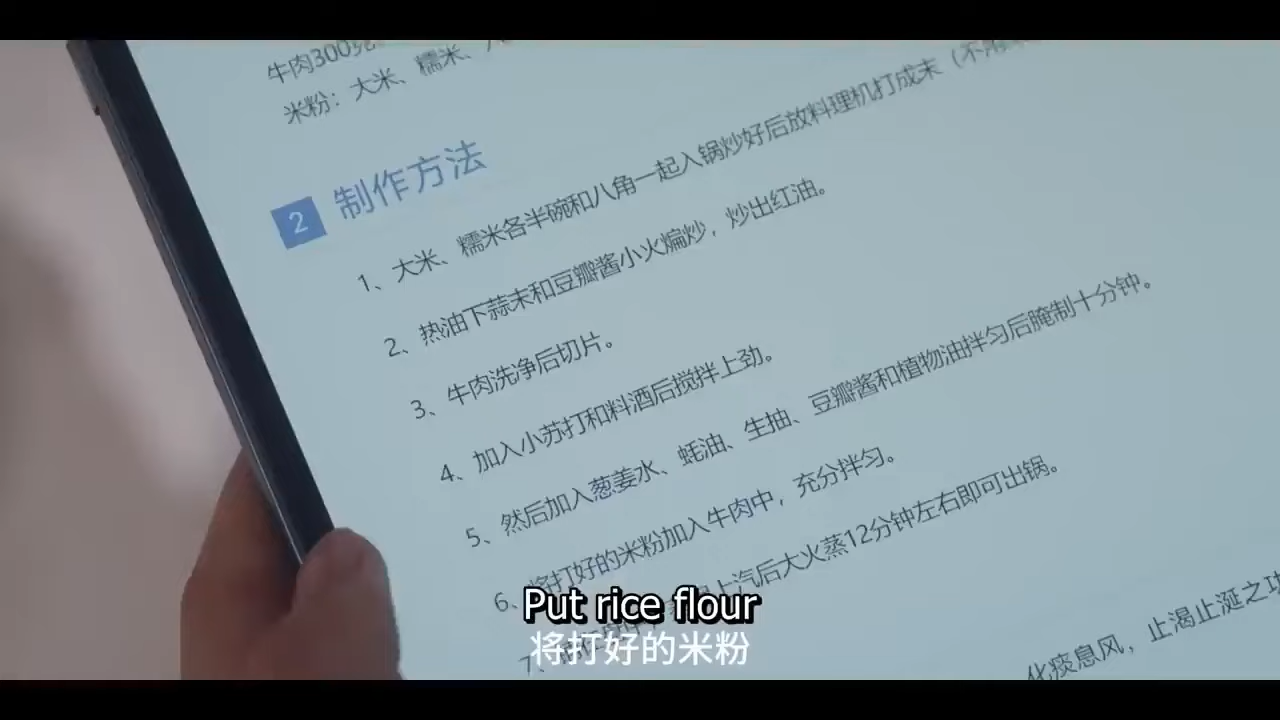 牛肉300克
米粉：大米、糯米、八
2 制作方法
1、大米、糯米各半碗和八角一起入锅炒好后放料理机打成末（不用
2、热油下蒜末和豆瓣酱小火煸炒，炒出红油。
3、牛肉洗净后切片。
4、加入小苏打和料酒后搅拌上劲。
5、然后加入葱姜水、蚝油、生抽、豆瓣酱和植物油拌匀后腌制十分钟。
6、将打好的米粉加入牛肉中，充分拌匀。
7、上汽后大火蒸12分钟左右即可出锅。
化痰息风，止渴止涎之功
Put rice flour
将打好的米粉